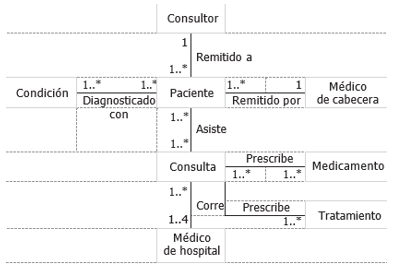 Consultor
1
Remitido a
1..*
1..* 1..* 1..* 1
Condición Paciente Médico de cabecera
Diagnosticado con Remitido por
1..*
Asiste
1..*
Prescribe
Consulta Medicamento
1..* 1..*
1..*
Corre Prescribe
1..4 1..* Tratamiento
Médico
de hospital